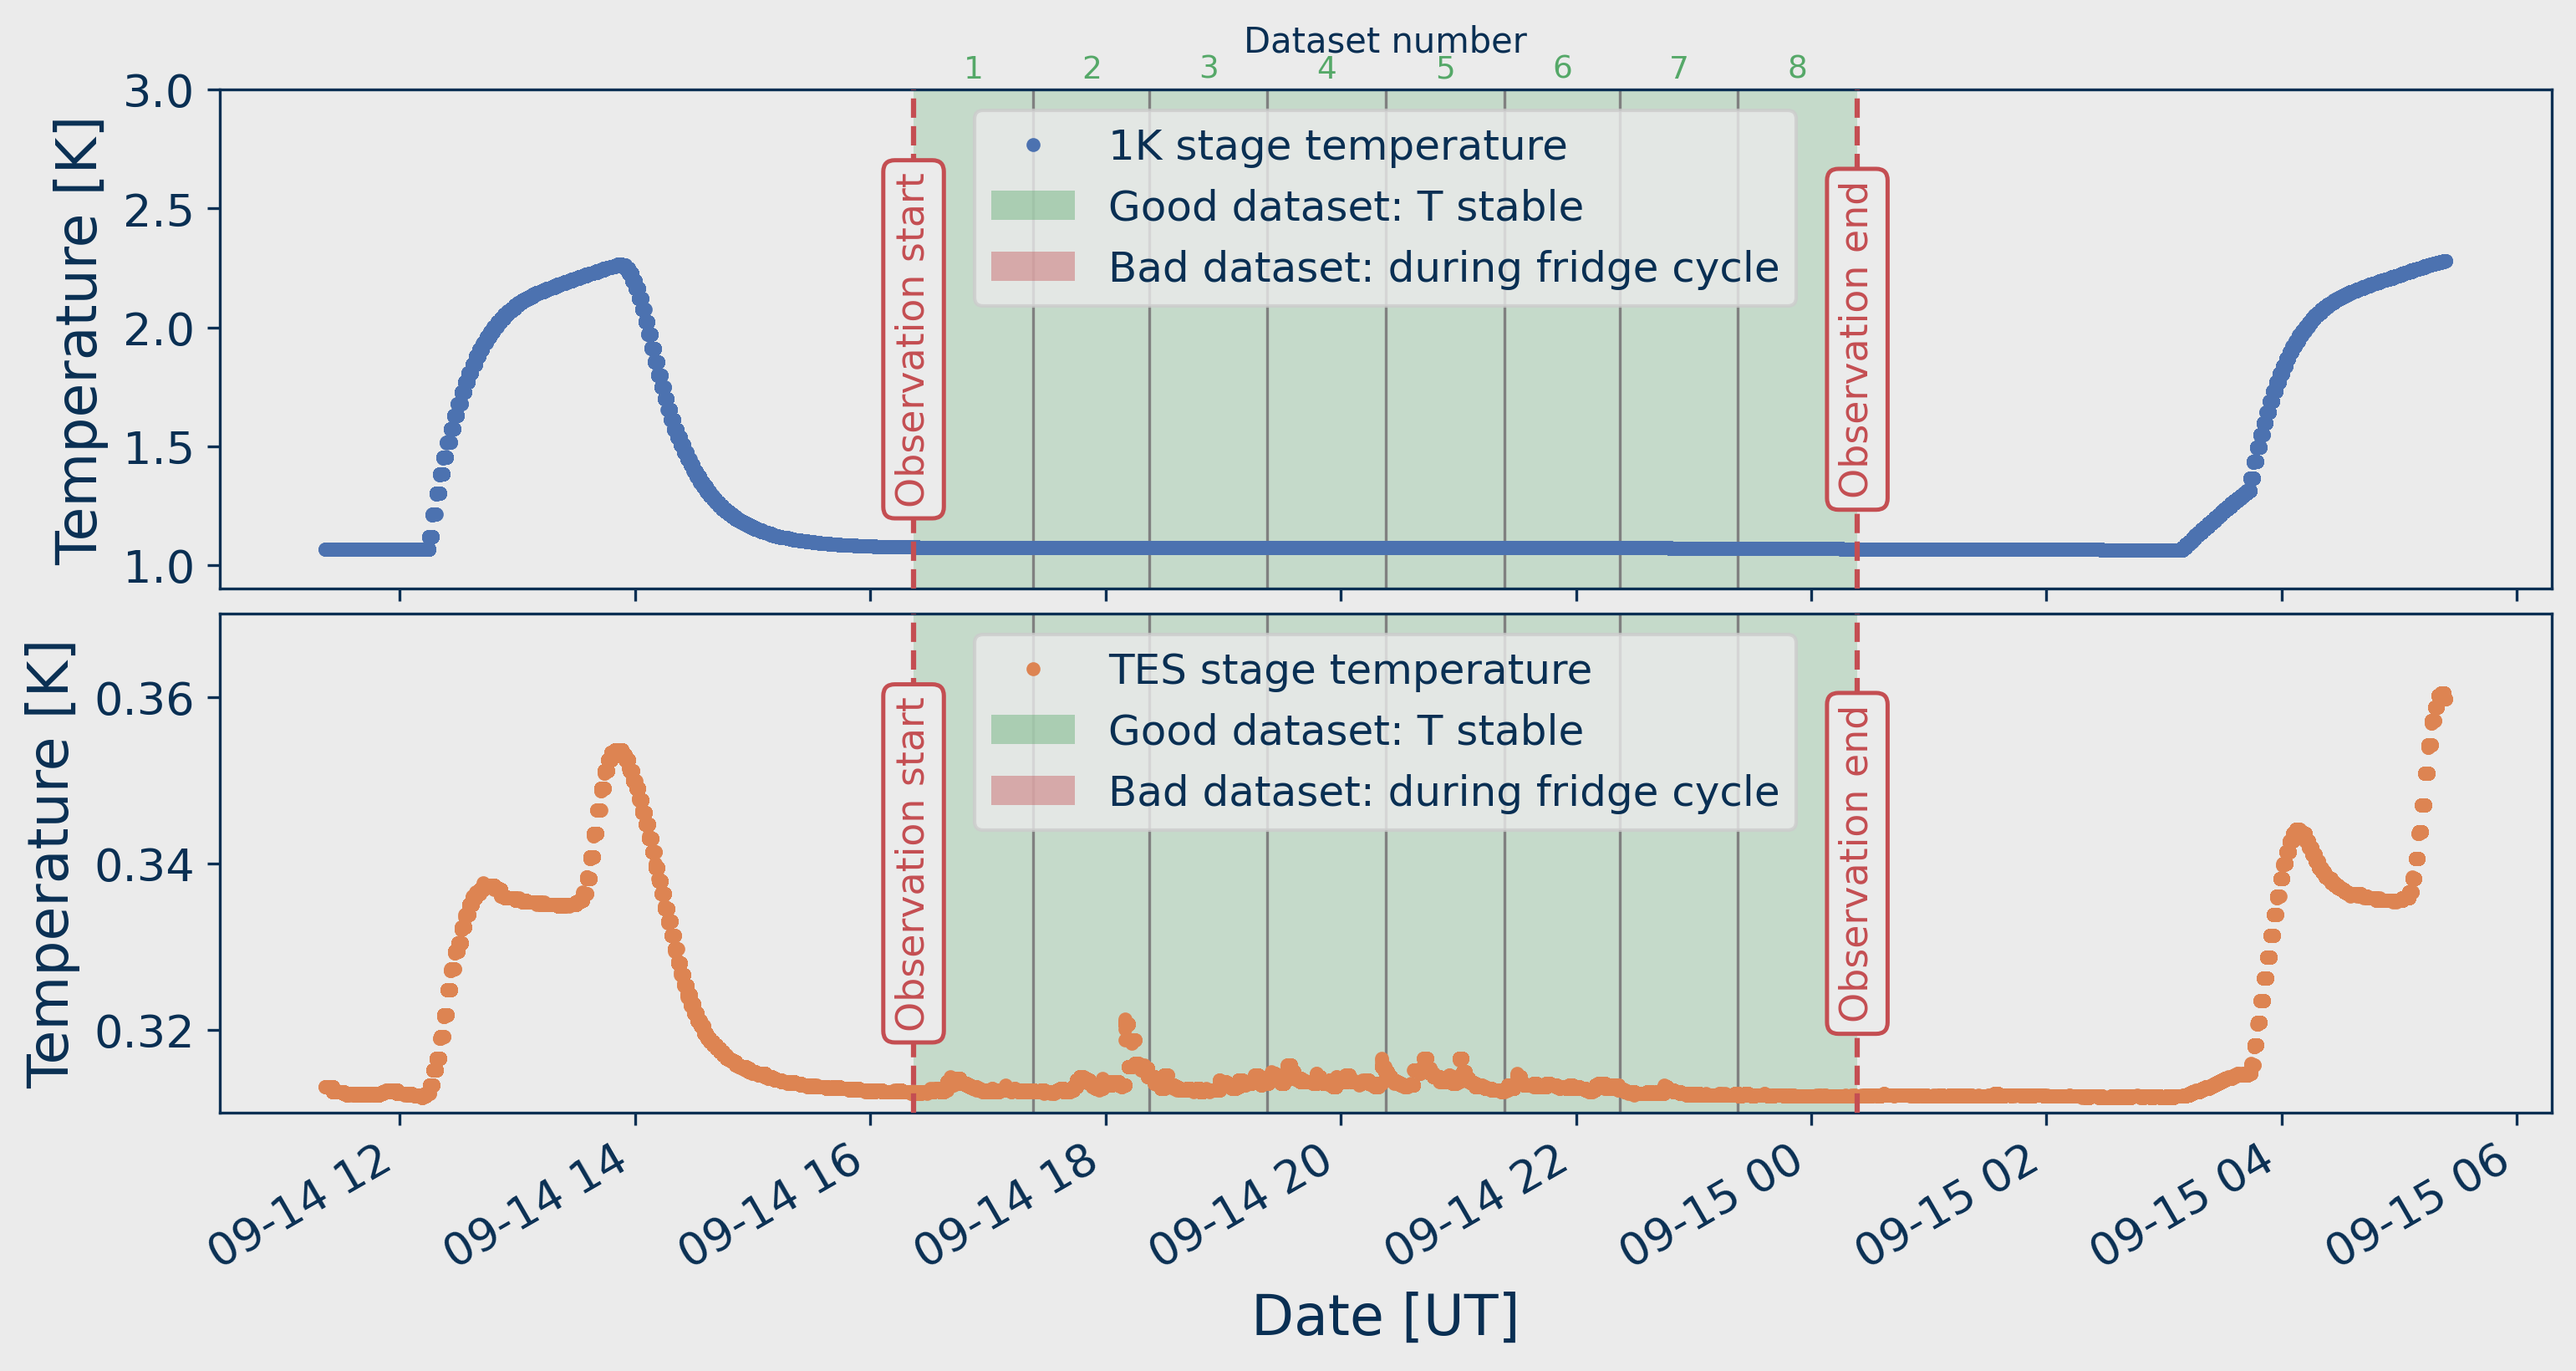 Dataset number
1 2 3 4 5 6 7 8
Temperature [K]
3.0
2.5
2.0
1.5
1.0
1K stage temperature
Good dataset: T stable
Bad dataset: during fridge cycle
Observation start
Observation end
Temperature [K]
0.36
0.34
0.32
TES stage temperature
Good dataset: T stable
Bad dataset: during fridge cycle
Observation start
Observation end
09-14 12
09-14 14
09-14 16
09-14 18
09-14 20
09-14 22
09-15 00
09-15 02
09-15 04
09-15 06
Date [UT]